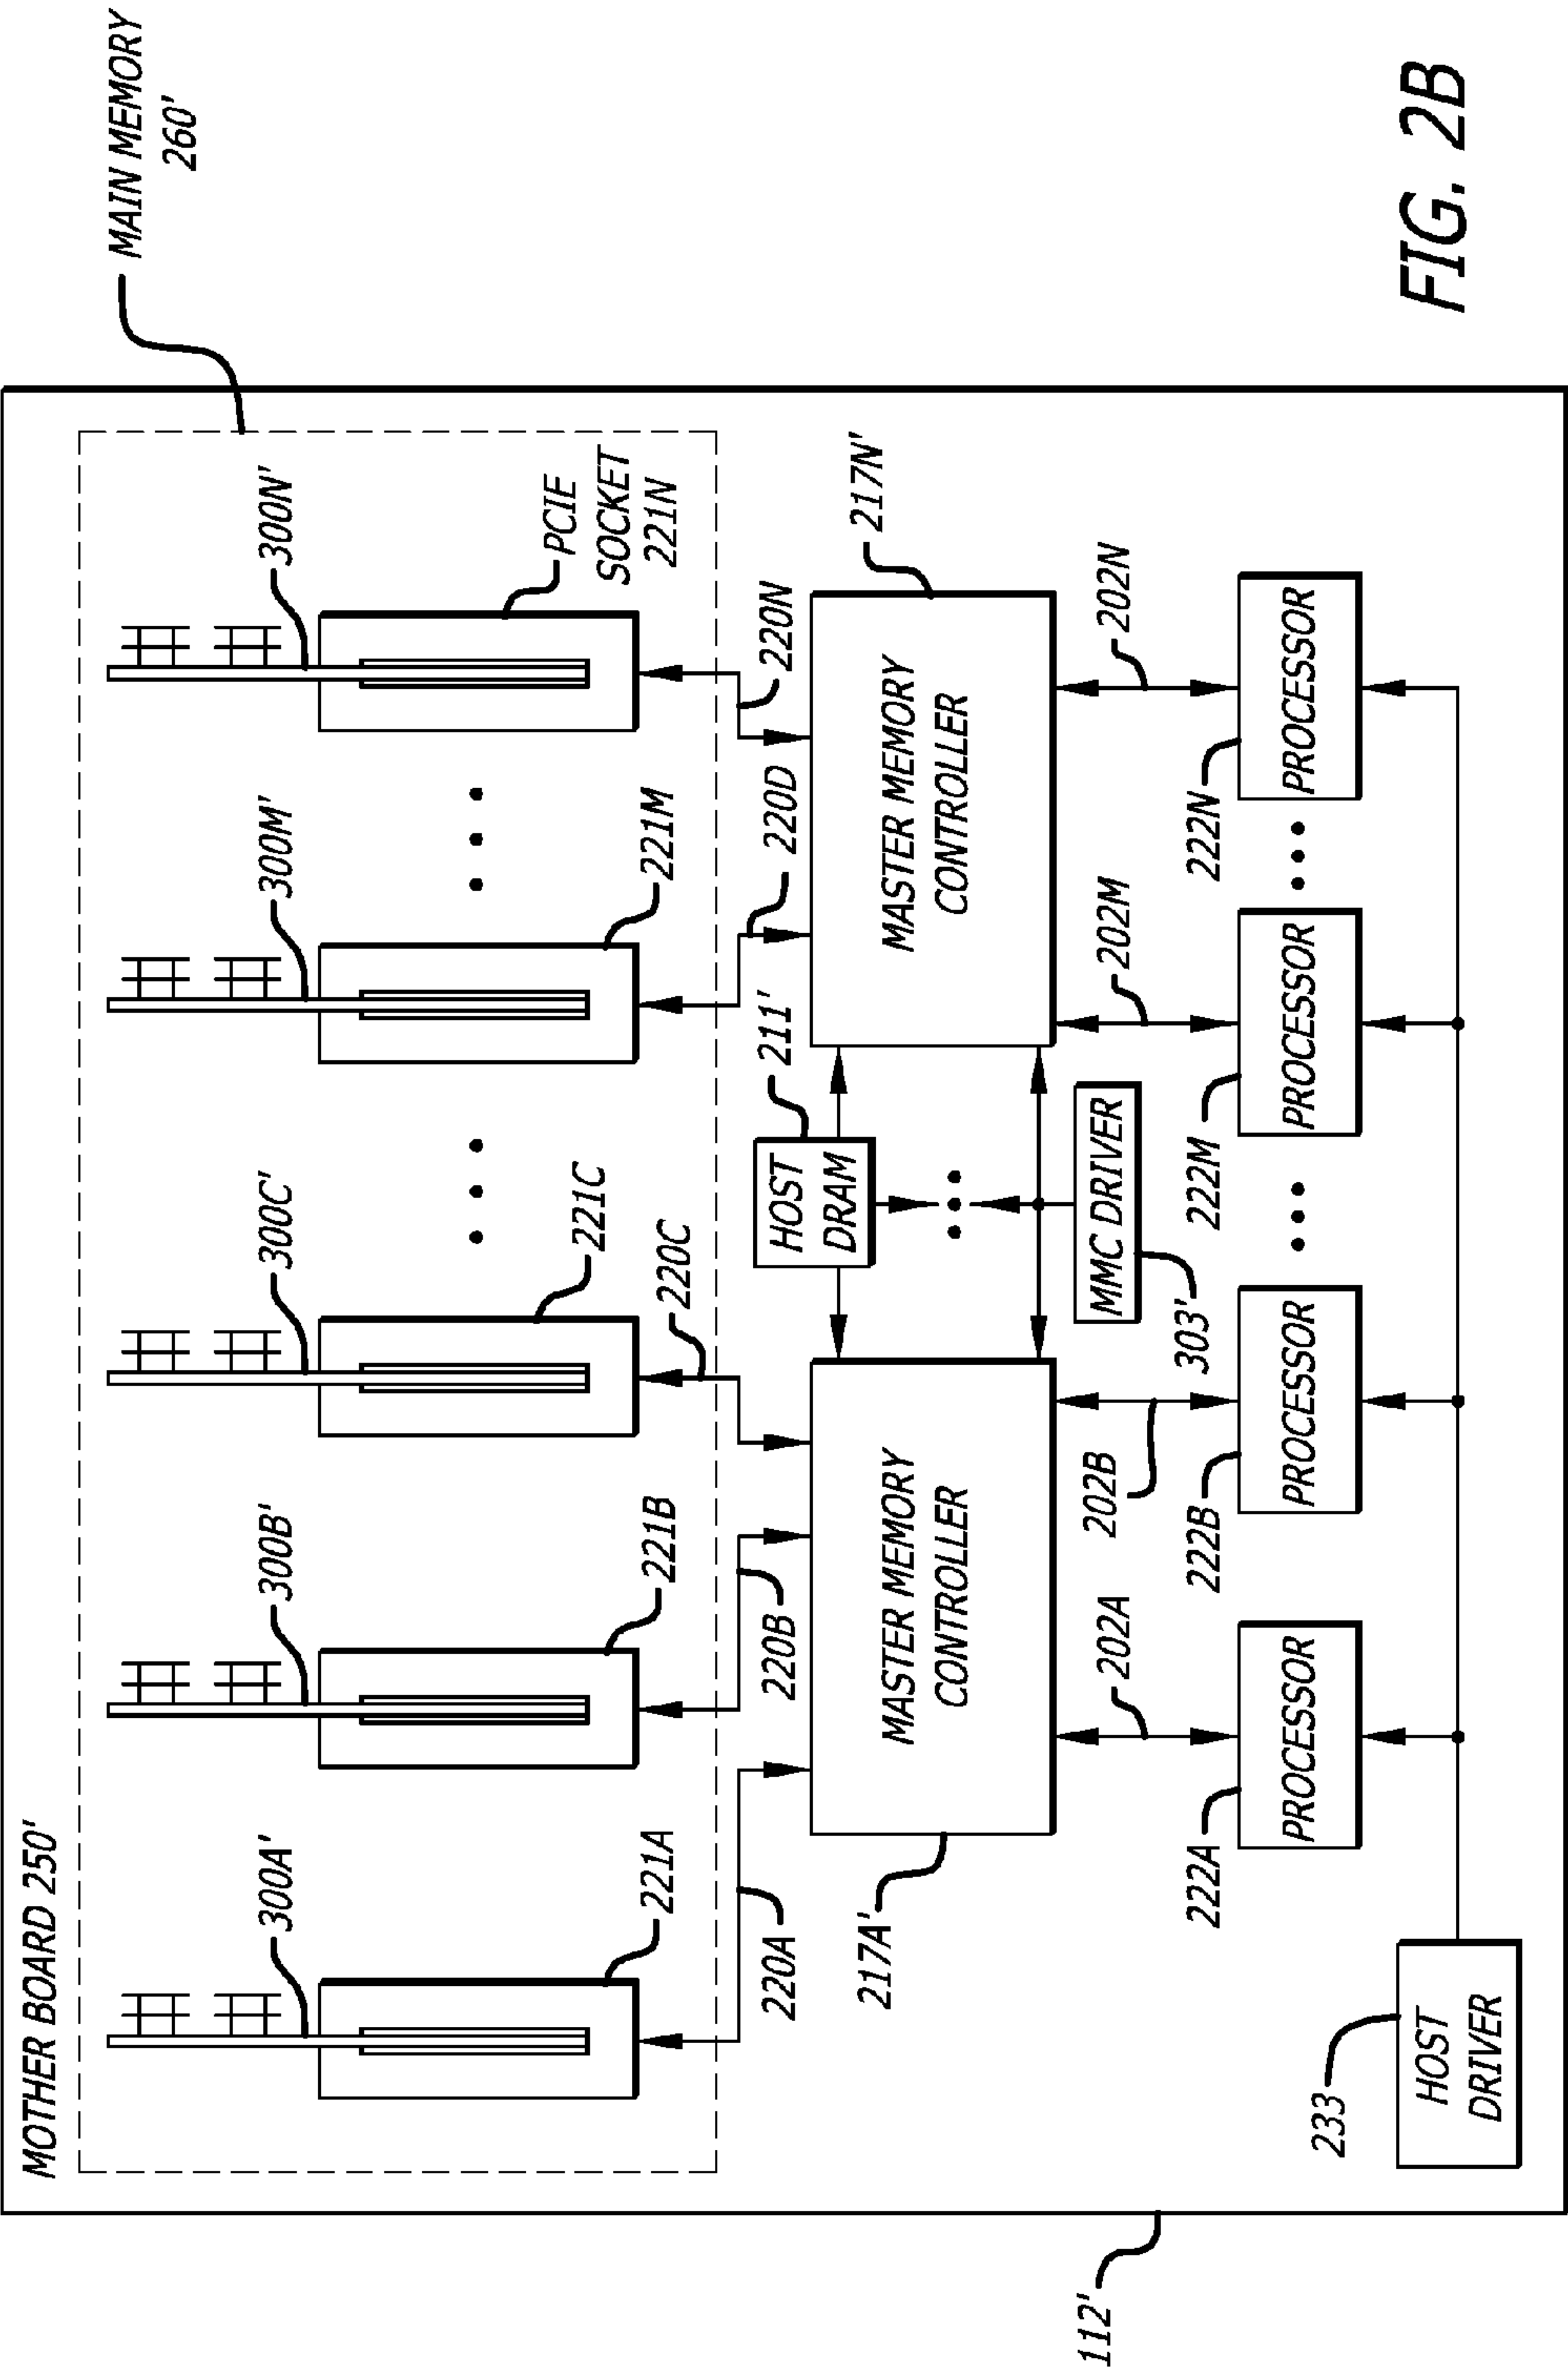 MOTHER BOARD 250'
MAIN MEMORY
260'
300A'
300B'
300C'
300M'
300N'
PCIE
SOCKET
221N
221A
221B
221C
221M
220A
220B
220C
220D
220N
211'
HOST
DRAM
217A'
MASTER MEMORY
CONTROLLER
MASTER MEMORY
CONTROLLER
217N'
MMC DRIVER
303'
202A
202B
202M
202N
222A
222B
222M
222N
PROCESSOR
PROCESSOR
PROCESSOR
PROCESSOR
233
HOST
DRIVER
112'
FIG. 2B